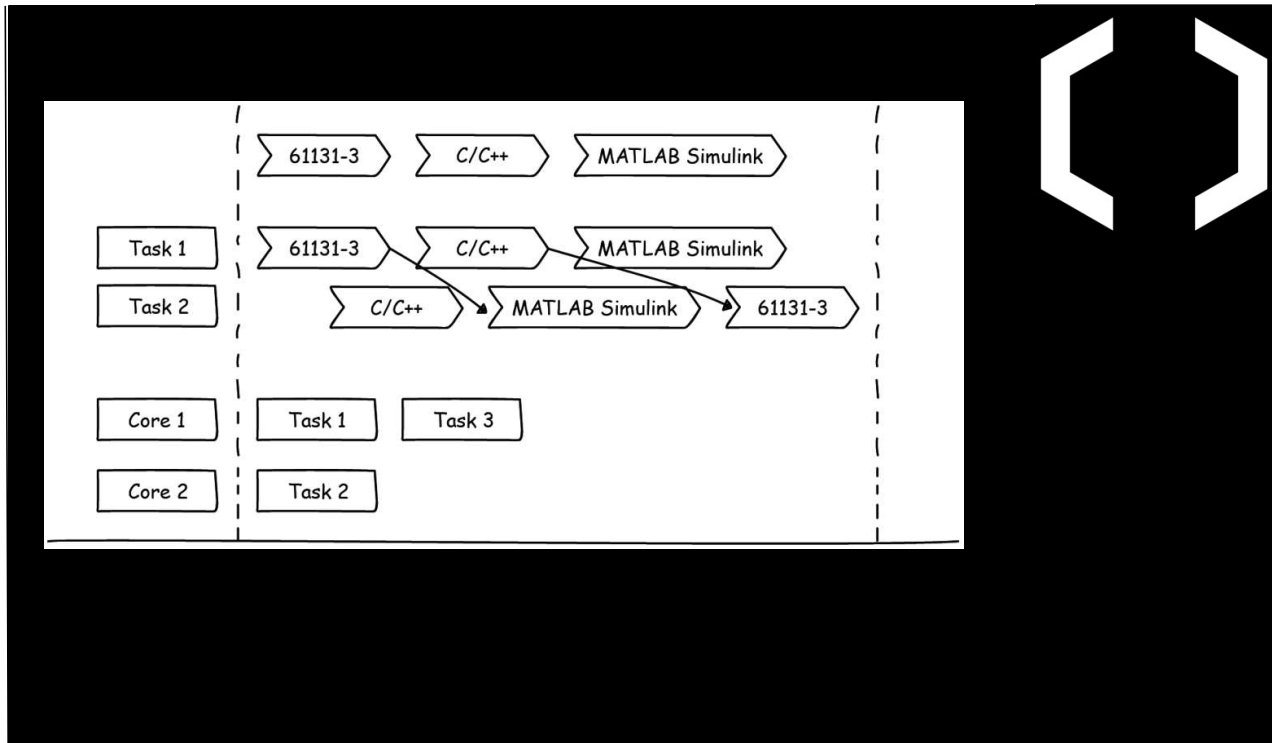 61131-3 C/C++ MATLAB Simulink
Task 1 61131-3 C/C++ MATLAB Simulink
Task 2 C/C++ MATLAB Simulink 61131-3
Core 1 Task 1 Task 3
Core 2 Task 2